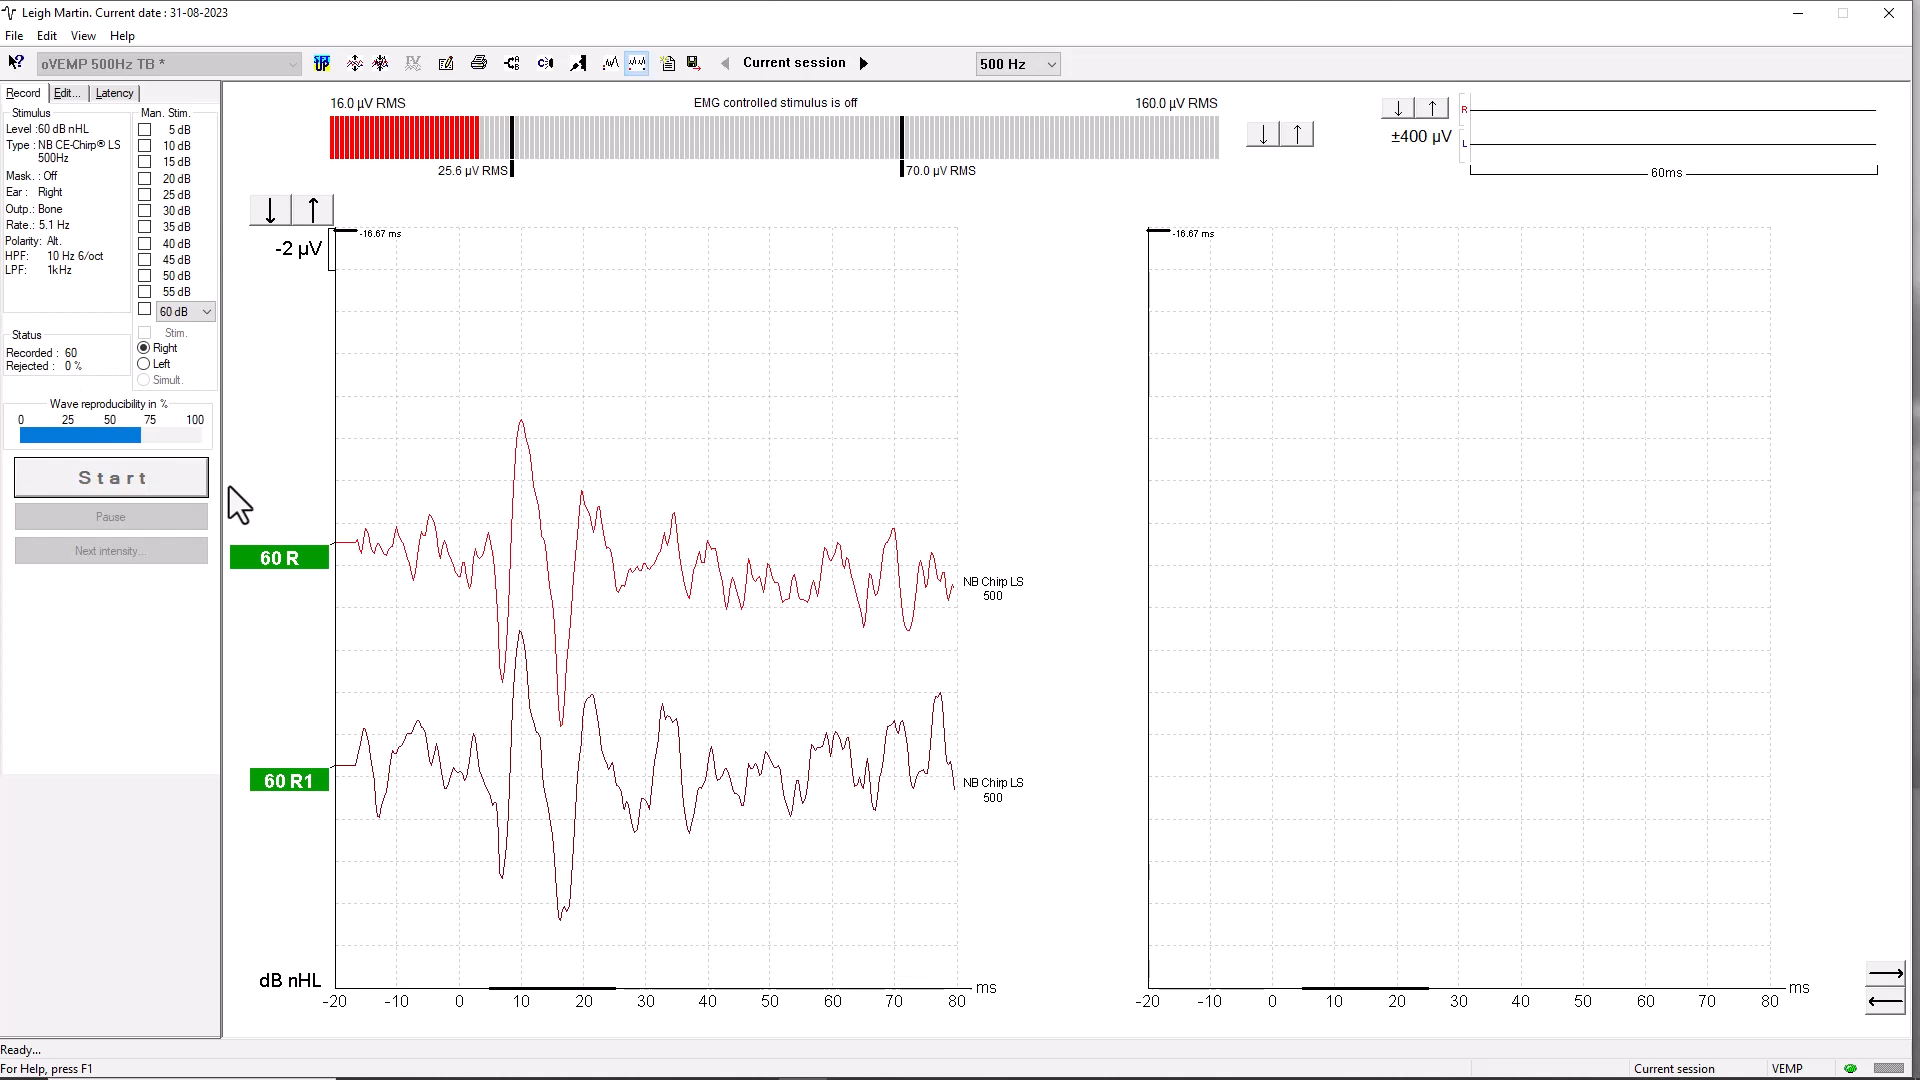 Leigh Martin. Current date : 31-08-2023
File Edit View Help
oVEMP 500Hz TB *
SET UP
Current session
500 Hz
Record Edit... Latency
Stimulus
Level :60 dB nHL
Type : NB CE-Chirp® LS
500Hz
Mask. : Off
Ear : Right
Outp.: Bone
Rate.: 5.1 Hz
Polarity: Alt.
HPF: 10 Hz 6/oct
LPF: 1kHz
Man. Stim.
5 dB
10 dB
15 dB
20 dB
25 dB
30 dB
35 dB
40 dB
45 dB
50 dB
55 dB
60 dB
Stim.
Right
Left
Simult.
Status
Recorded : 60
Rejected : 0 %
Wave reproducibility in %
0 25 50 75 100
Start
Pause
Next intensity...
16.0 µV RMS EMG controlled stimulus is off 160.0 µV RMS
25.6 µV RMS 70.0 µV RMS
±400 µV
R
L
60ms
-2 µV
-16.67 ms
-16.67 ms
60 R
NB Chirp LS
500
60 R1
NB Chirp LS
500
dB nHL
-20 -10 0 10 20 30 40 50 60 70 80 ms
-20 -10 0 10 20 30 40 50 60 70 80 ms
Ready...
For Help, press F1
Current session VEMP